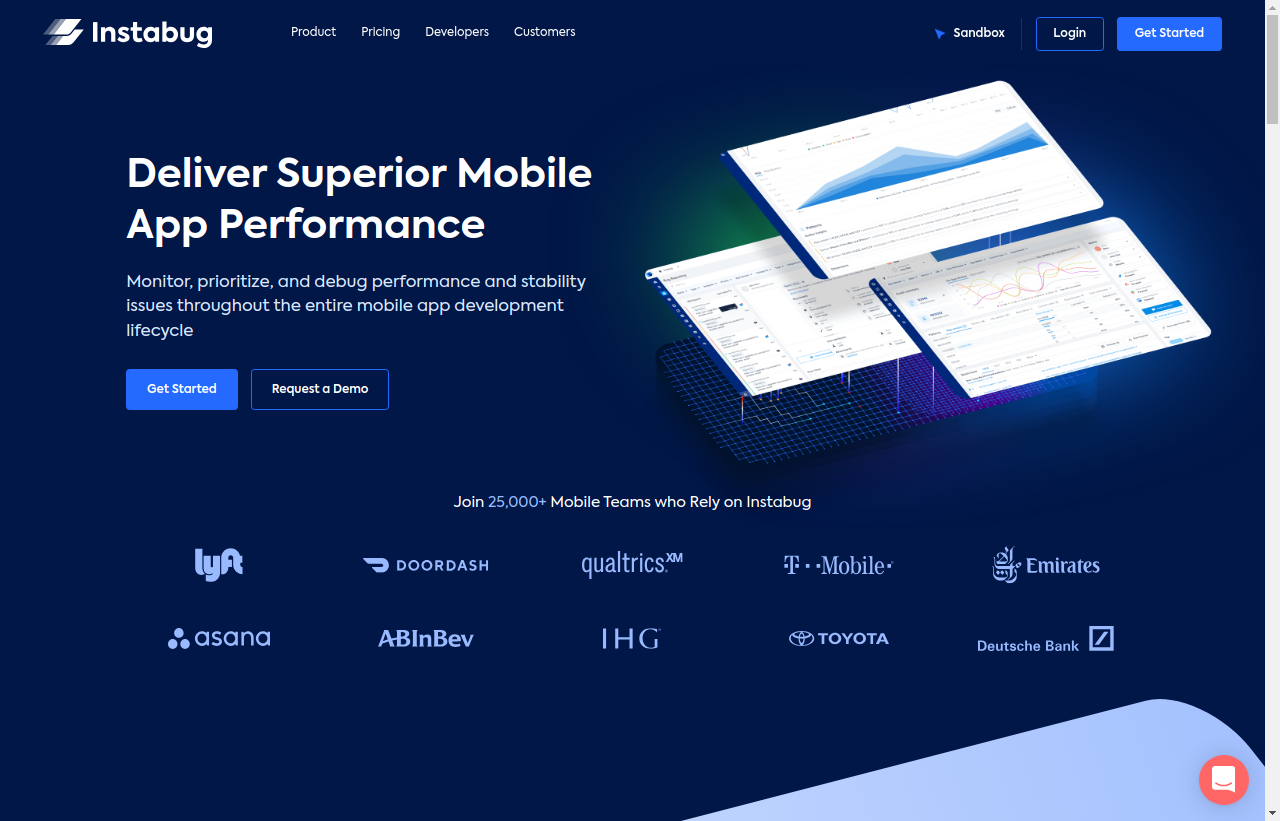 Instabug
Product
Pricing
Developers
Customers
Sandbox
Login
Get Started
Deliver Superior Mobile
App Performance
Monitor, prioritize, and debug performance and stability
issues throughout the entire mobile app development
lifecycle
Get Started
Request a Demo
Join 25,000+ Mobile Teams who Rely on Instabug
lyft
DOORDASH
qualtrics XM
T··Mobile·
Emirates
asana
ABInBev
IHG
TOYOTA
Deutsche Bank